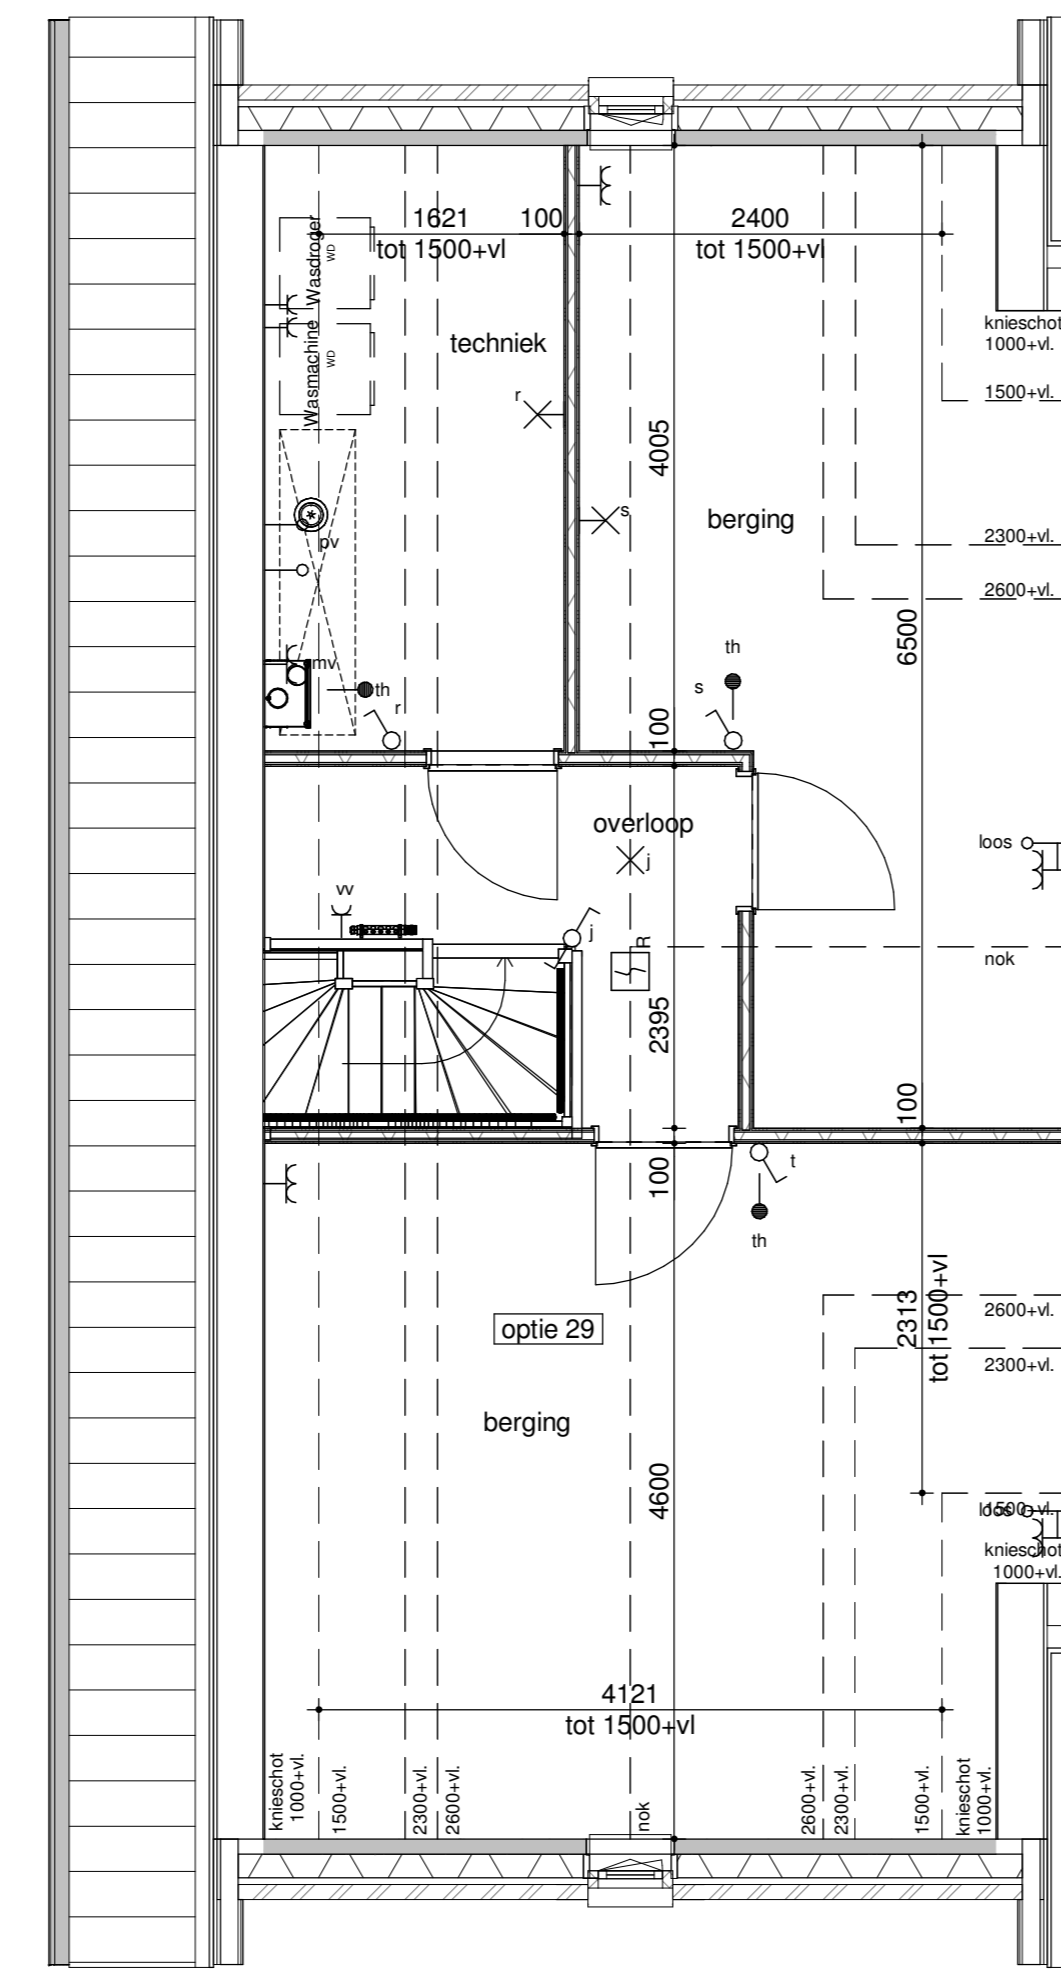 1621
100
2400
tot 1500+vl
tot 1500+vl
Wasdroger
WD
Wasmachine
WD
techniek
knieschot
1000+vl.
1500+vl.
r
4005
s
berging
pv
2300+vl.
2600+vl.
6500
mv
th
r
th
s
100
overloop
j
loos
vv
j
R
nok
2395
100
100
t
th
optie 29
2313
tot 1500+vl
2600+vl.
2300+vl.
berging
4600
loos
1500+vl.
knieschot
1000+vl.
4121
tot 1500+vl
knieschot
1000+vl.
1500+vl.
2300+vl.
2600+vl.
nok
2600+vl.
2300+vl.
1500+vl.
knieschot
1000+vl.